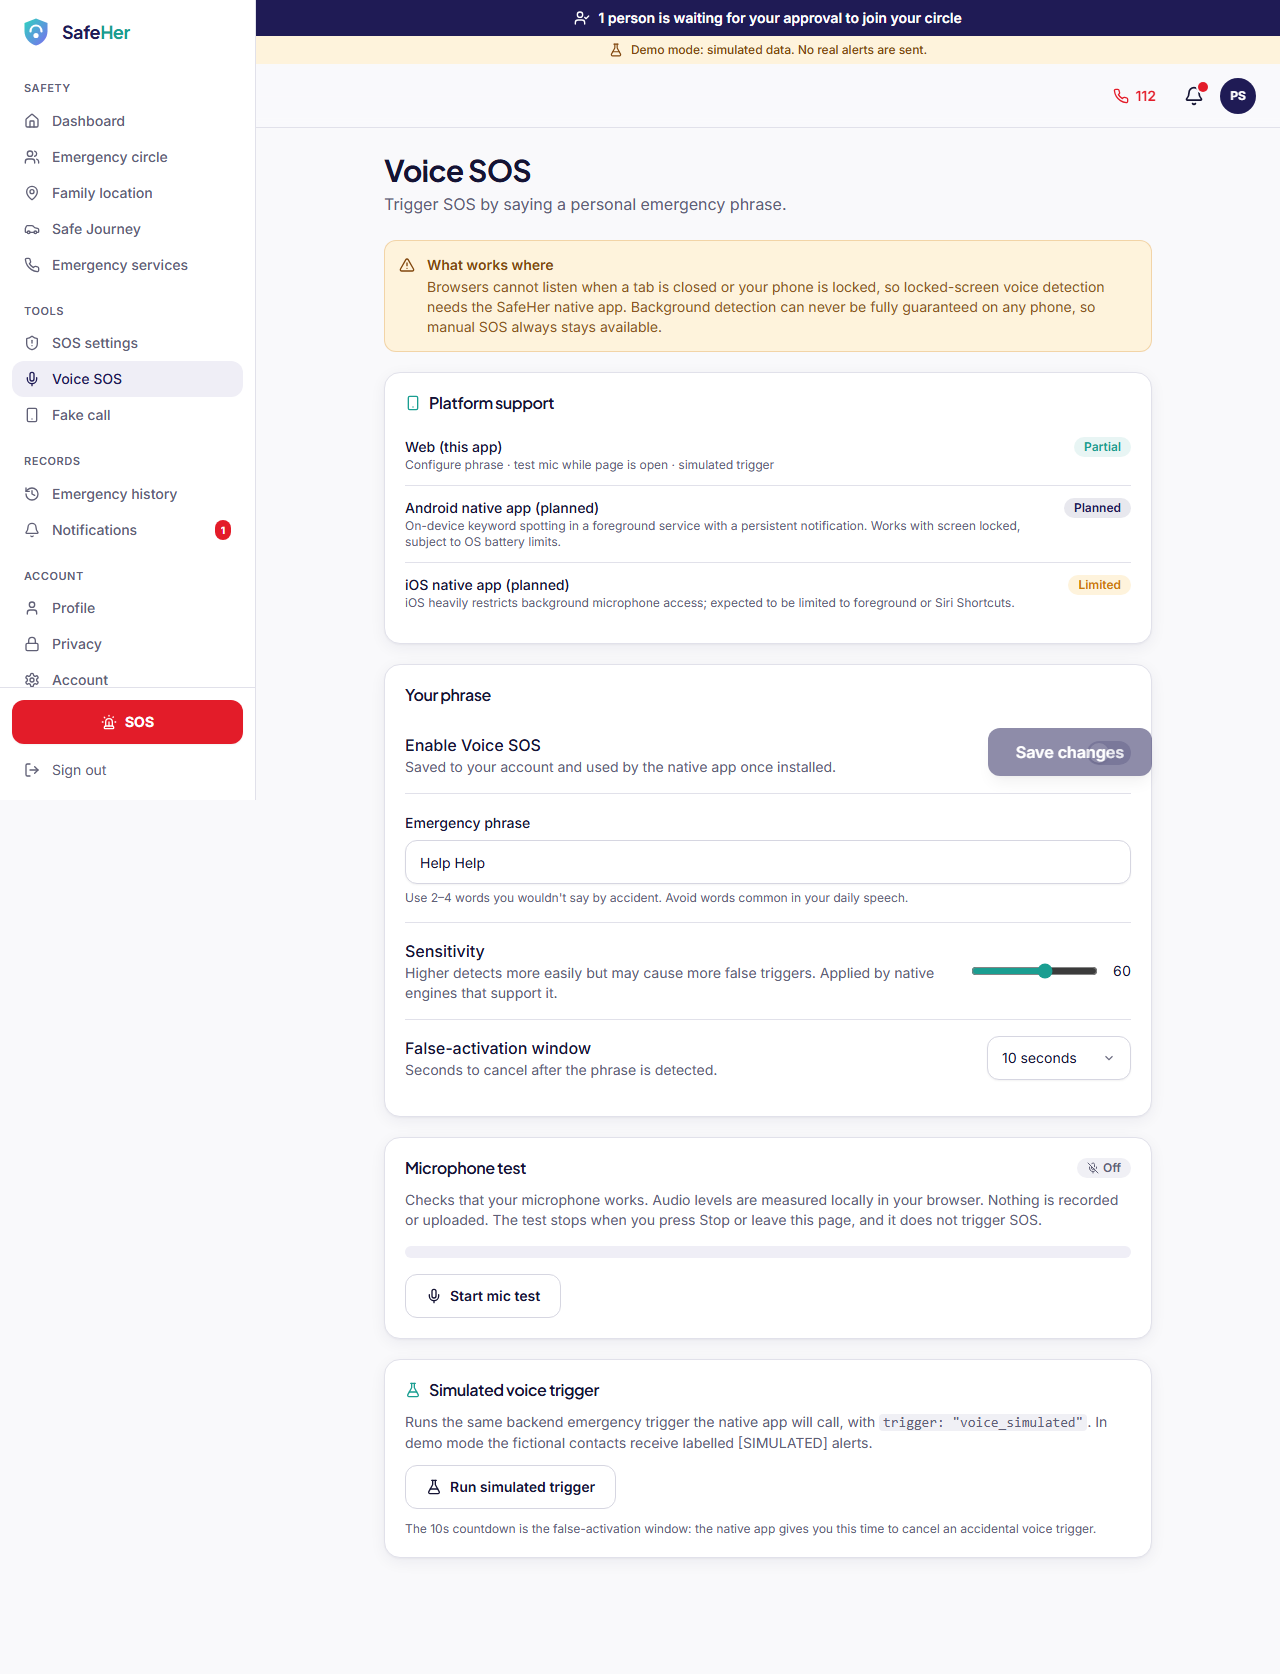 SafeHer
SAFETY
Dashboard
Emergency circle
Family location
Safe Journey
Emergency services
TOOLS
SOS settings
Voice SOS
Fake call
RECORDS
Emergency history
Notifications 1
ACCOUNT
Profile
Privacy
Account
SOS
Sign out
1 person is waiting for your approval to join your circle
Demo mode: simulated data. No real alerts are sent.
112
PS
Voice SOS
Trigger SOS by saying a personal emergency phrase.
What works where
Browsers cannot listen when a tab is closed or your phone is locked, so locked-screen voice detection
needs the SafeHer native app. Background detection can never be fully guaranteed on any phone, so
manual SOS always stays available.
Platform support
Web (this app) Partial
Configure phrase · test mic while page is open · simulated trigger
Android native app (planned) Planned
On-device keyword spotting in a foreground service with a persistent notification. Works with screen locked,
subject to OS battery limits.
iOS native app (planned) Limited
iOS heavily restricts background microphone access; expected to be limited to foreground or Siri Shortcuts.
Your phrase
Enable Voice SOS
Saved to your account and used by the native app once installed.
Save changes
Emergency phrase
Help Help
Use 2–4 words you wouldn't say by accident. Avoid words common in your daily speech.
Sensitivity
Higher detects more easily but may cause more false triggers. Applied by native
engines that support it.
60
False-activation window
Seconds to cancel after the phrase is detected.
10 seconds
Microphone test Off
Checks that your microphone works. Audio levels are measured locally in your browser. Nothing is recorded
or uploaded. The test stops when you press Stop or leave this page, and it does not trigger SOS.
Start mic test
Simulated voice trigger
Runs the same backend emergency trigger the native app will call, with trigger: "voice_simulated". In
demo mode the fictional contacts receive labelled [SIMULATED] alerts.
Run simulated trigger
The 10s countdown is the false-activation window: the native app gives you this time to cancel an accidental voice trigger.